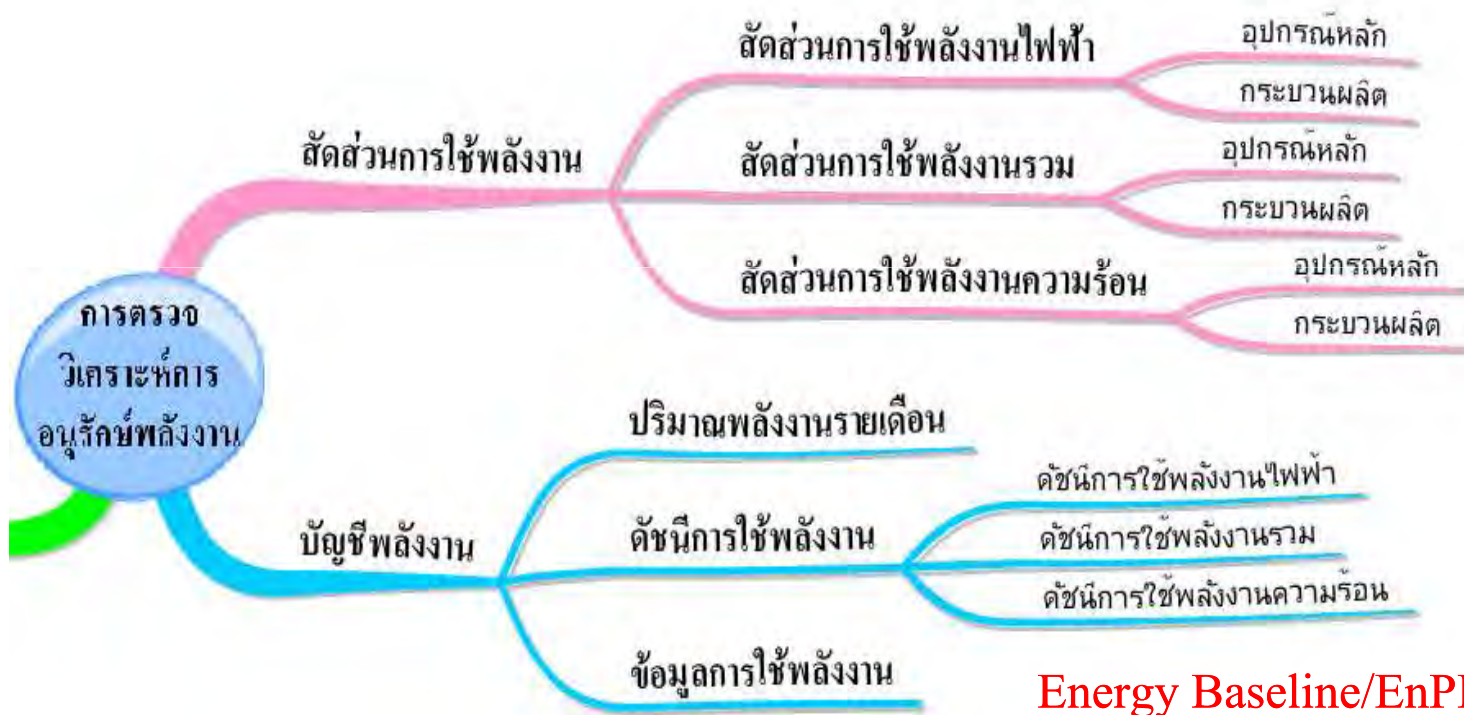 สัดส่วนการใช้พลังงานไฟฟ้า
อุปกรณ์หลัก
กระบวนผลิต
สัดส่วนการใช้พลังงาน
สัดส่วนการใช้พลังงานรวม
อุปกรณ์หลัก
กระบวนผลิต
สัดส่วนการใช้พลังงานความร้อน
อุปกรณ์หลัก
กระบวนผลิต
การตรวจ
วิเคราะห์การ
อนุรักษ์พลังงาน
บัญชีพลังงาน
ปริมาณพลังงานรายเดือน
ดัชนีการใช้พลังงาน
ดัชนีการใช้พลังงานไฟฟ้า
ดัชนีการใช้พลังงานรวม
ดัชนีการใช้พลังงานความร้อน
ข้อมูลการใช้พลังงาน
Energy Baseline/EnPI